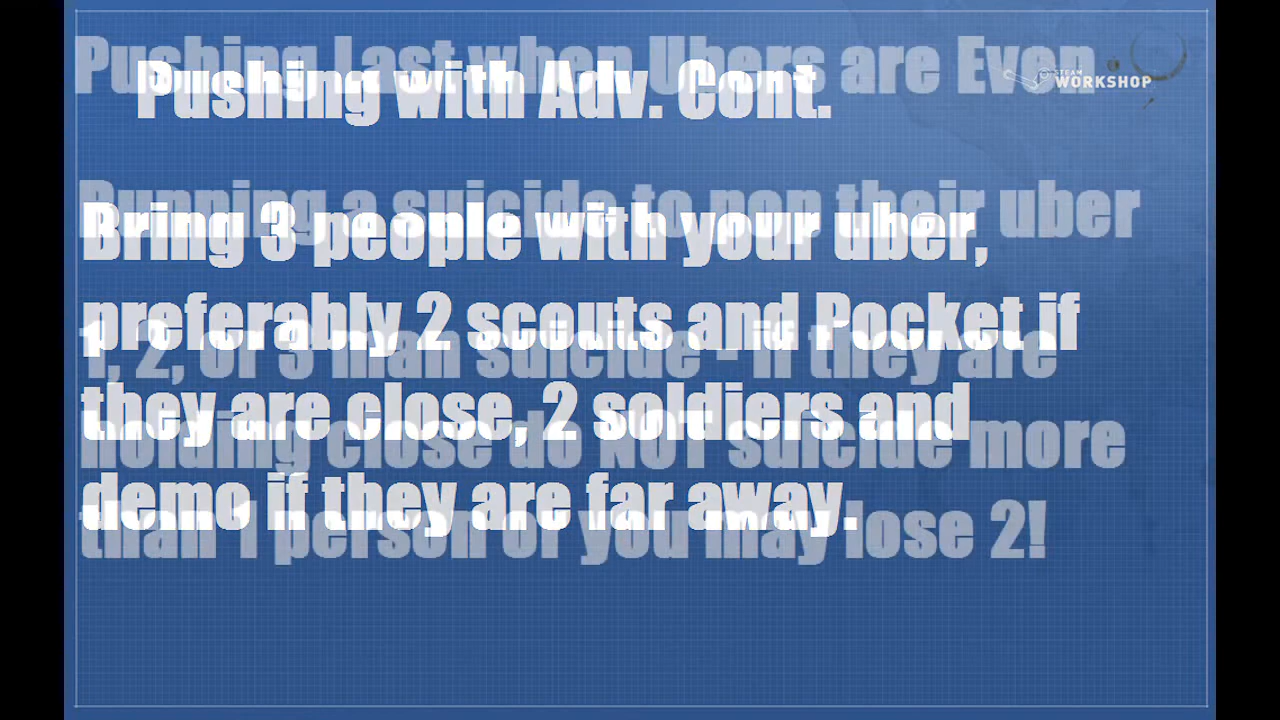 Pushing Last when Ubers are Even
Pushing with Adv. Cont.
STEAM
WORKSHOP
Running a suicide to pop their uber
Bring 3 people with your uber,
preferably 2 scouts and Pocket if
1, 2, or 3 man suicide - if they are
they are close, 2 soldiers and
holding close do NOT suicide more
demo if they are far away.
than 1 person or you may lose 2!